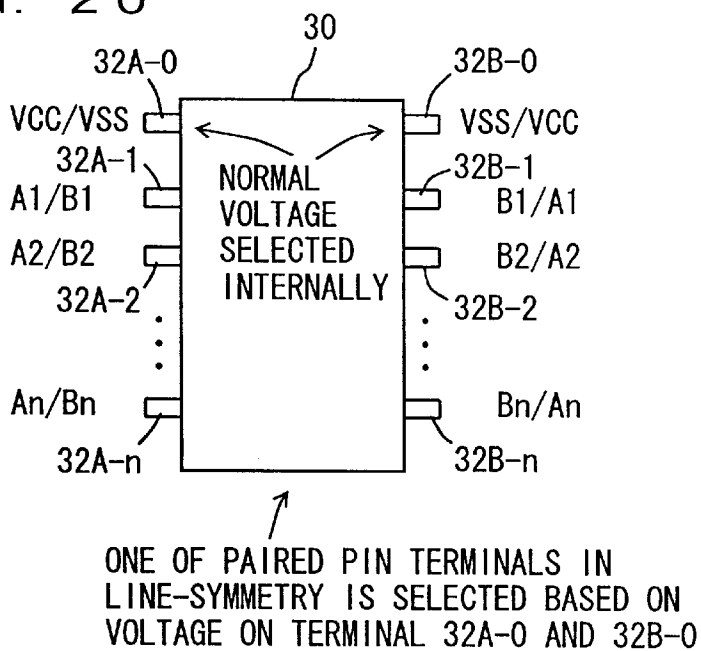 30
32A-0 32B-0
VCC/VSS VSS/VCC
32A-1 32B-1
A1/B1 B1/A1
NORMAL
VOLTAGE
SELECTED
INTERNALLY
A2/B2 B2/A2
32A-2 32B-2
An/Bn Bn/An
32A-n 32B-n
ONE OF PAIRED PIN TERMINALS IN
LINE-SYMMETRY IS SELECTED BASED ON
VOLTAGE ON TERMINAL 32A-0 AND 32B-0